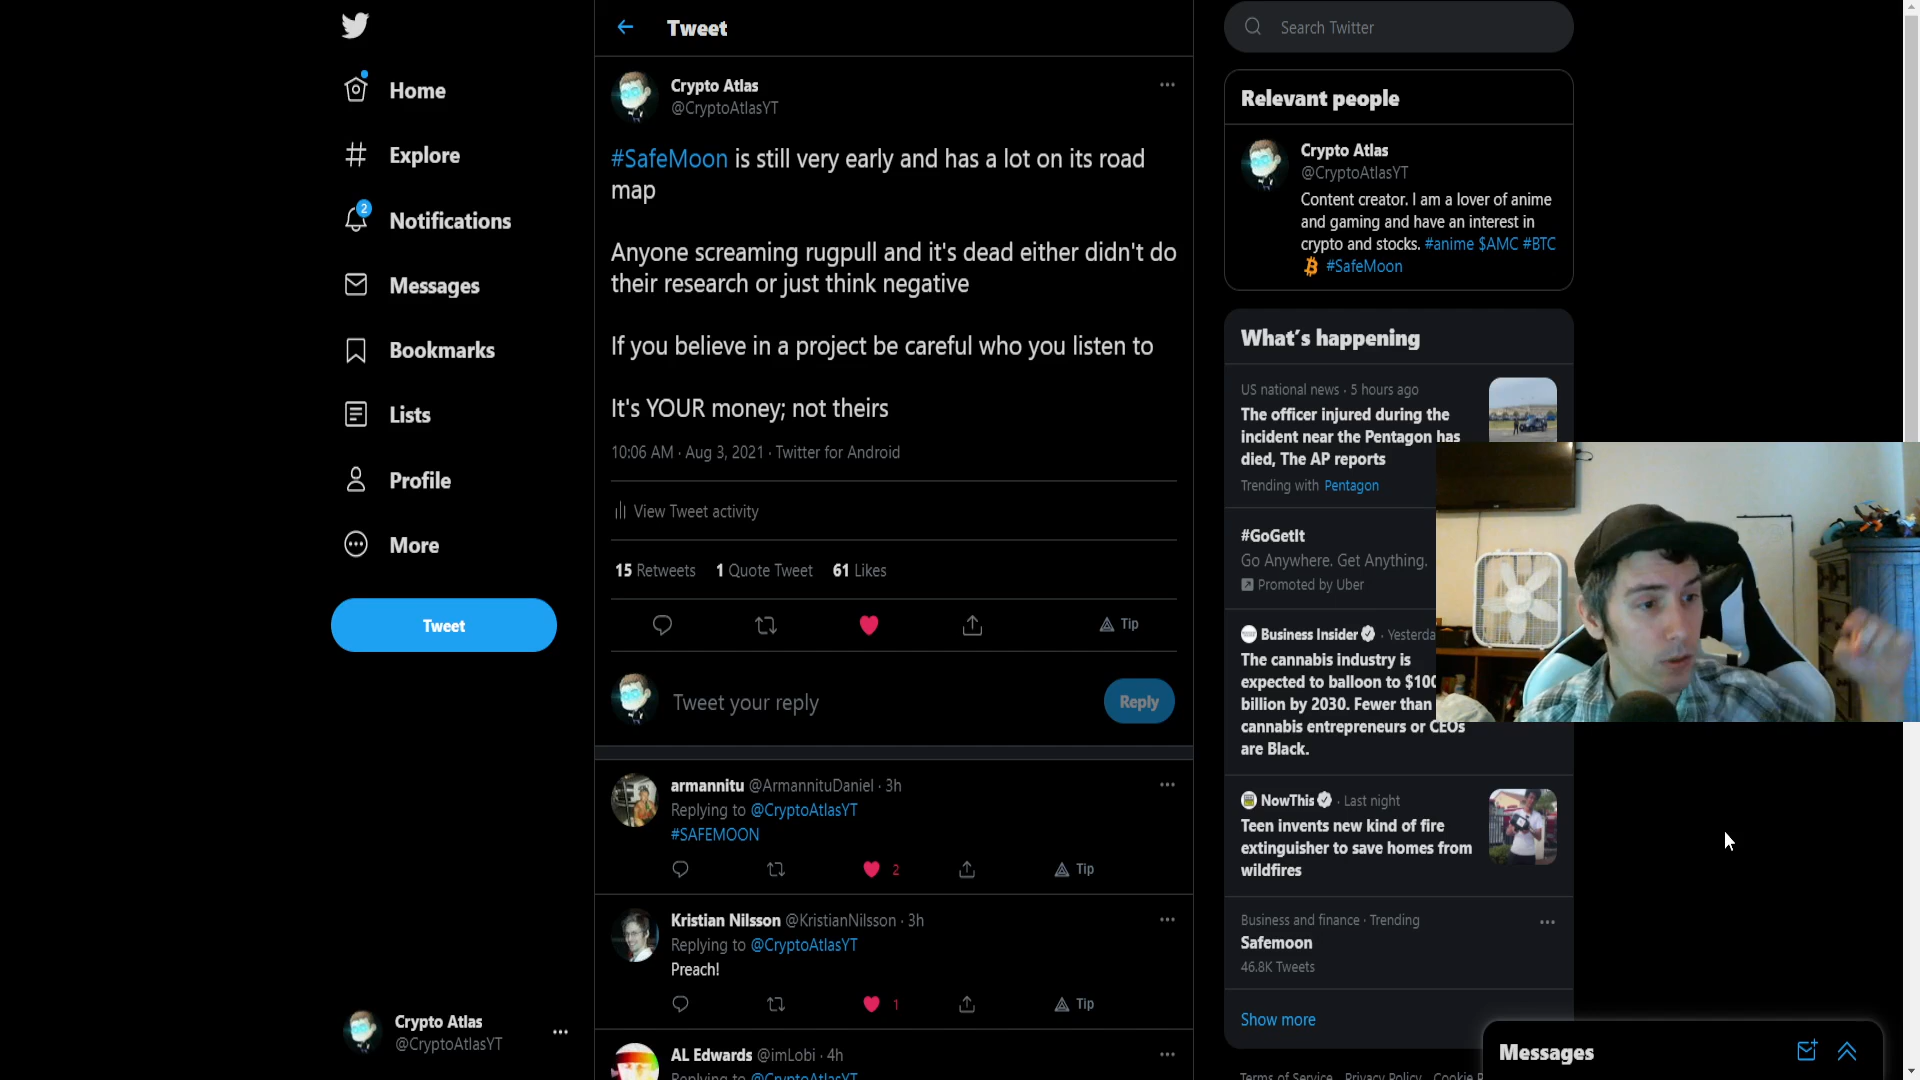 Home
Explore
2
Notifications
Messages
Bookmarks
Lists
Profile
More
Tweet
Crypto Atlas
@CryptoAtlasYT
Tweet
Crypto Atlas
@CryptoAtlasYT
#SafeMoon is still very early and has a lot on its road
map
Anyone screaming rugpull and it's dead either didn't do
their research or just think negative
If you believe in a project be careful who you listen to
It's YOUR money; not theirs
10:06 AM · Aug 3, 2021 · Twitter for Android
View Tweet activity
15 Retweets 1 Quote Tweet 61 Likes
Tip
Tweet your reply
Reply
armannitu @ArmannituDaniel · 3h
Replying to @CryptoAtlasYT
#SAFEMOON
2
Tip
Kristian Nilsson @KristianNilsson · 3h
Replying to @CryptoAtlasYT
Preach!
1
Tip
AL Edwards @imLobi · 4h
Replying to @CryptoAtlasYT
Search Twitter
Relevant people
Crypto Atlas
@CryptoAtlasYT
Content creator. I am a lover of anime
and gaming and have an interest in
crypto and stocks. #anime $AMC #BTC
#SafeMoon
What's happening
US national news · 5 hours ago
The officer injured during the
incident near the Pentagon has
died, The AP reports
Trending with Pentagon
#GoGetIt
Go Anywhere. Get Anything.
Promoted by Uber
Business Insider · Yesterda
The cannabis industry is
expected to balloon to $100
billion by 2030. Fewer than
cannabis entrepreneurs or CEOs
are Black.
NowThis · Last night
Teen invents new kind of fire
extinguisher to save homes from
wildfires
Business and finance · Trending
Safemoon
46.8K Tweets
Show more
Terms of Service Privacy Policy Cookie P
Messages